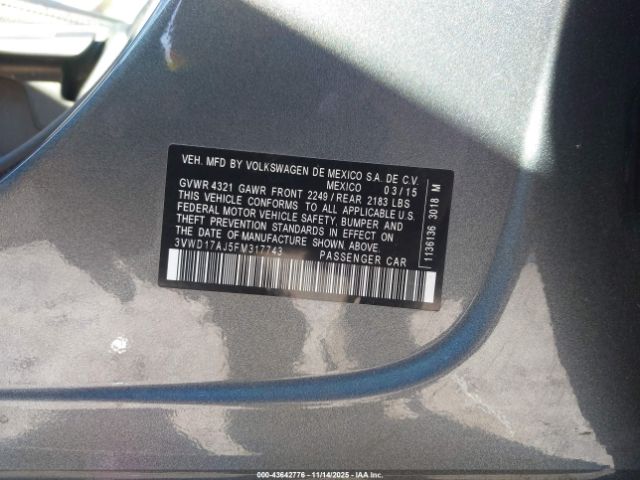 VEH. MFD BY VOLKSWAGEN DE MEXICO S.A. DE C.V.
MEXICO 03/15
GVWR 4321 GAWR FRONT 2249/REAR 2183 LBS
THIS VEHICLE CONFORMS TO ALL APPLICABLE U.S.
FEDERAL MOTOR VEHICLE SAFETY, BUMPER AND
THEFT PREVENTION STANDARDS IN EFFECT ON THE
DATE OF MANUFACTURE SHOWN ABOVE.
3VWD17AJ5FM317743 PASSENGER CAR
1136136 3018 M
000-43642776 - 11/14/2025 - IAA Inc.